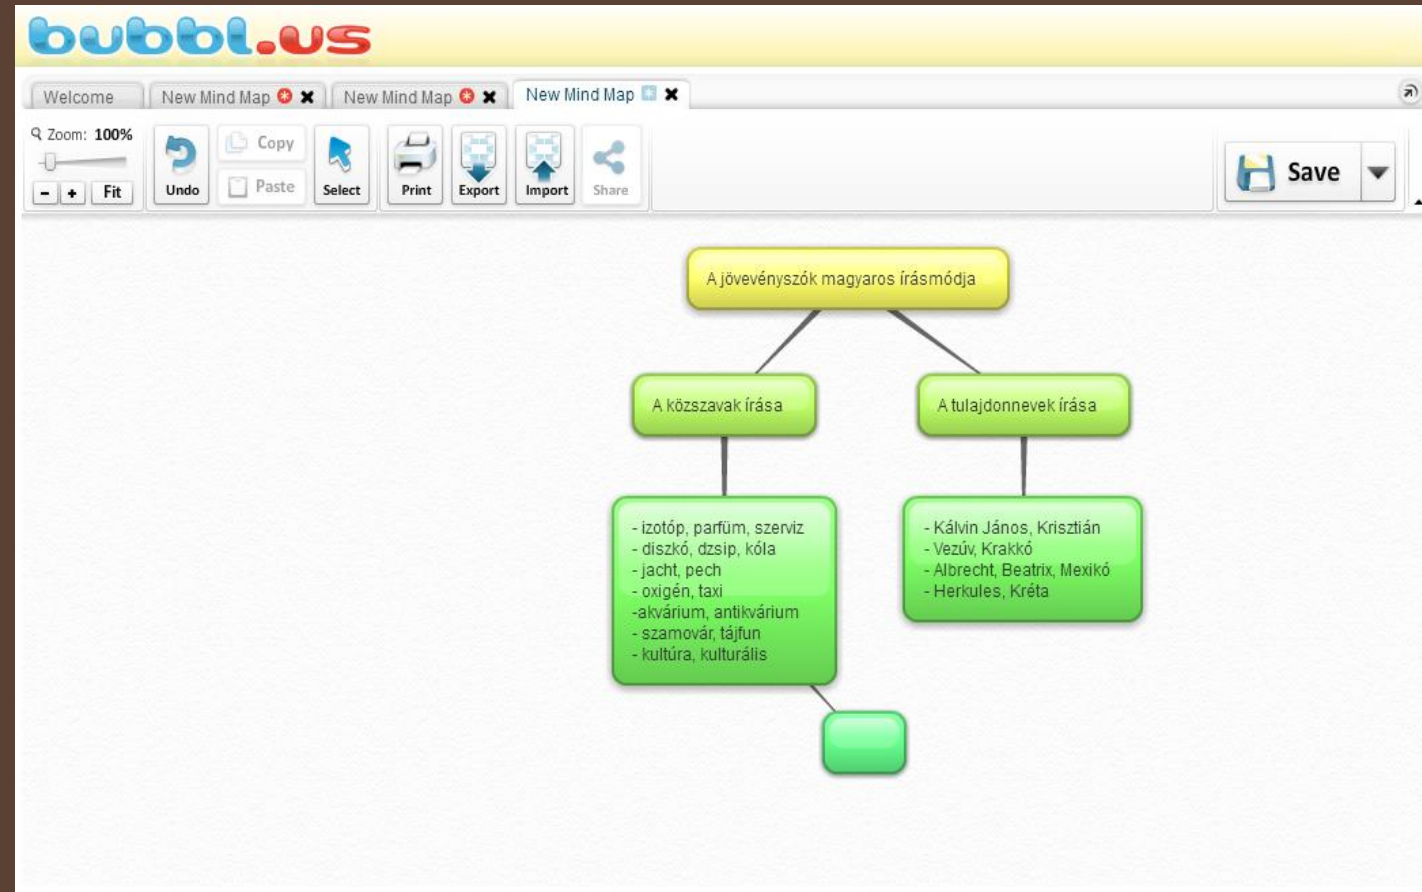 bubbl.us
Welcome New Mind Map New Mind Map New Mind Map
Zoom: 100%
- + Fit
Undo
Copy
Paste
Select
Print
Export
Import
Share
Save
A jövevényszók magyaros írásmódja
A közszavak írása
A tulajdonnevek írása
- izotóp, parfüm, szerviz
- diszkó, dzsip, kóla
- jacht, pech
- oxigén, taxi
-akvárium, antikvárium
- szamovár, tájfun
- kultúra, kulturális
- Kálvin János, Krisztián
- Vezúv, Krakkó
- Albrecht, Beatrix, Mexikó
- Herkules, Kréta